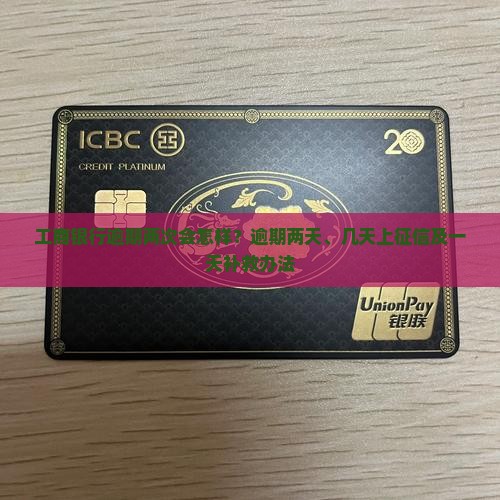 ICBC
20
CREDIT PLATINUM
工商银行逾期两次会怎样？逾期两天、几天上征信及一
天补救办法
UnionPay
银联